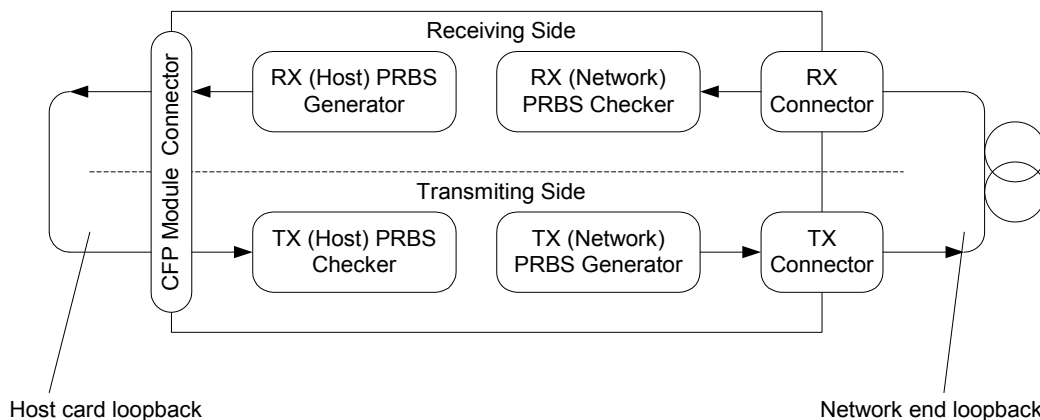 Receiving Side
CFP Module Connector
RX (Host) PRBS
Generator
RX (Network)
PRBS Checker
RX
Connector
Transmiting Side
TX (Host) PRBS
Checker
TX (Network)
PRBS Generator
TX
Connector
Host card loopback
Network end loopback